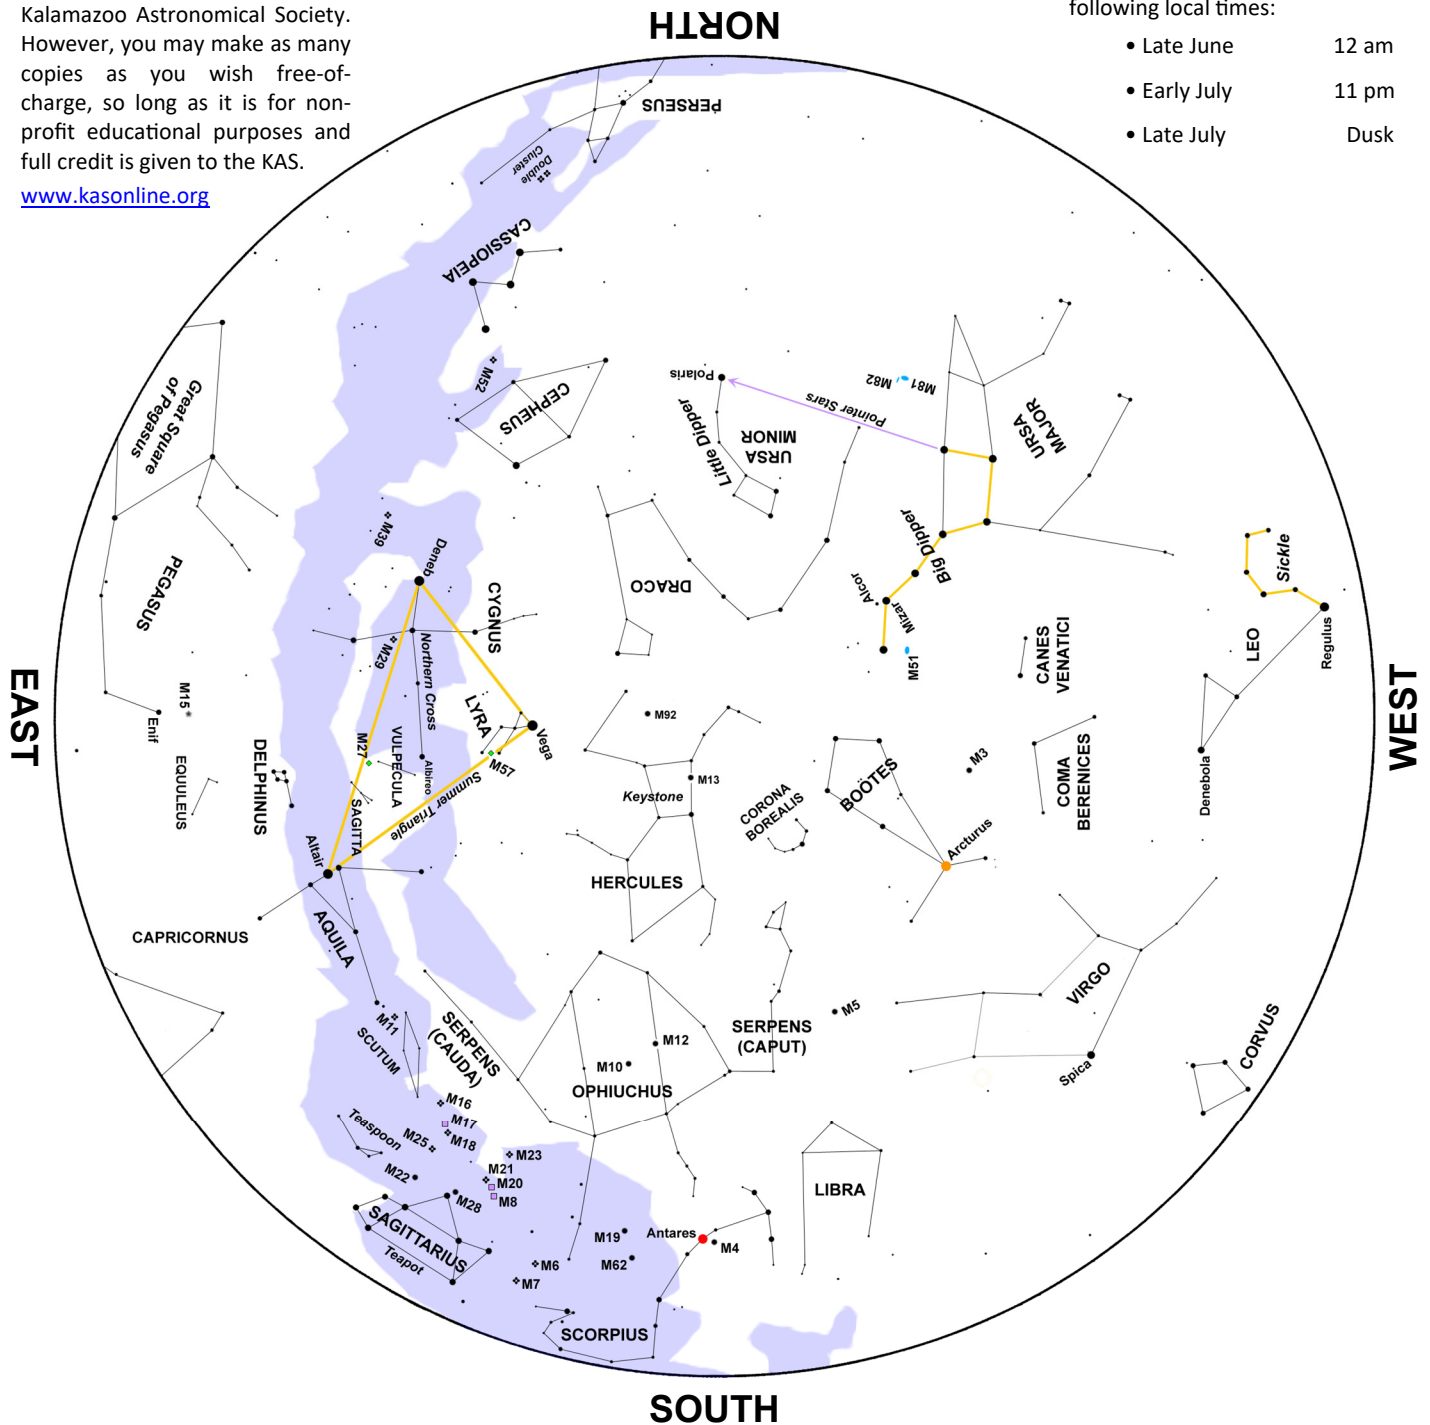 Kalamazoo Astronomical Society.
However, you may make as many
copies as you wish free-of-
charge, so long as it is for non-
profit educational purposes and
full credit is given to the KAS.
www.kasonline.org
following local times:
• Late June 12 am
• Early July 11 pm
• Late July Dusk
NORTH
PERSEUS
Double
Cluster
CASSIOPEIA
M52
CEPHEUS
Great Square
of Pegasus
Polaris
Little Dipper
URSA
MINOR
Pointer Stars
M82
M81
URSA
MAJOR
Big Dipper
Alcor
Mizar
M51
Sickle
LEO
Regulus
Denebola
CANES
VENATICI
COMA
BERENICES
M3
DRACO
M39
Deneb
CYGNUS
M29
Northern Cross
PEGASUS
EAST
WEST
M15
Enif
EQUULEUS
DELPHINUS
M27
VULPECULA
Albireo
SAGITTA
Summer Triangle
LYRA
M57
Vega
M92
M13
Keystone
HERCULES
CORONA
BOREALIS
BOÖTES
Arcturus
Altair
AQUILA
CAPRICORNUS
M11
SCUTUM
SERPENS
(CAUDA)
M12
M10
OPHIUCHUS
SERPENS
(CAPUT)
M5
VIRGO
Spica
CORVUS
M16
M17
M18
M25
Teaspoon
M22
M23
M21
M20
M8
M28
SAGITTARIUS
Teapot
M19
M62
M6
M7
Antares
M4
LIBRA
SCORPIUS
SOUTH